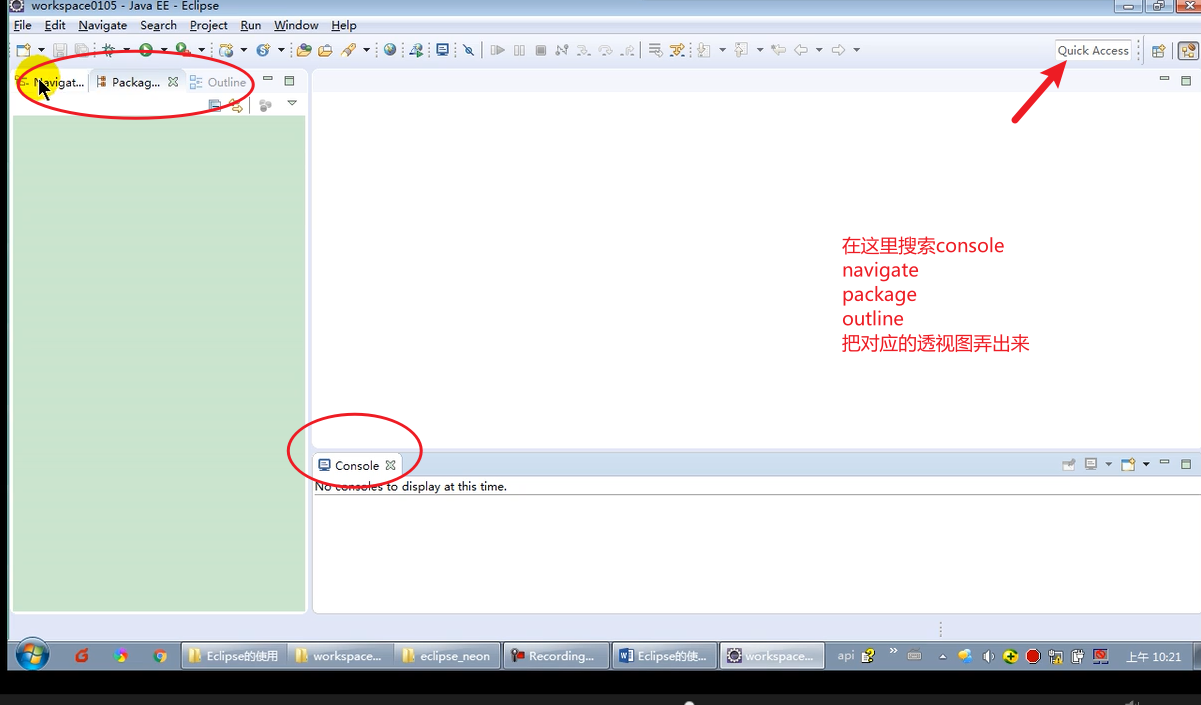 workspace0105 - Java EE - Eclipse
File Edit Navigate Search Project Run Window Help
Quick Access
Navigat... Packag... Outline
在这里搜索console
navigate
package
outline
把对应的透视图弄出来
Console
No consoles to display at this time.
Eclipse的使用 workspace... eclipse_neon Recording... Eclipse的使... workspace... api 上午 10:21